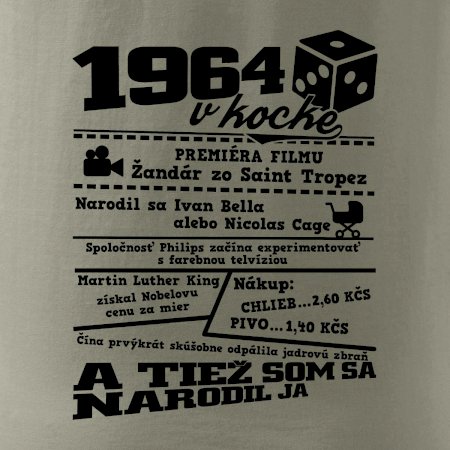 1964
v kocke
PREMIÉRA FILMU
Žandár zo Saint Tropez
Narodil sa Ivan Bella
alebo Nicolas Cage
Spoločnosť Philips začína experimentovať
s farebnou telvíziou
Martin Luther King
získal Nobelovu
cenu za mier
Nákup:
CHLIEB...2,60 KČS
PIVO...1,40 KČS
Čína prvýkrát skúšobne odpálila jadrovú zbraň
A TIEŽ SOM SA
NARODIL JA